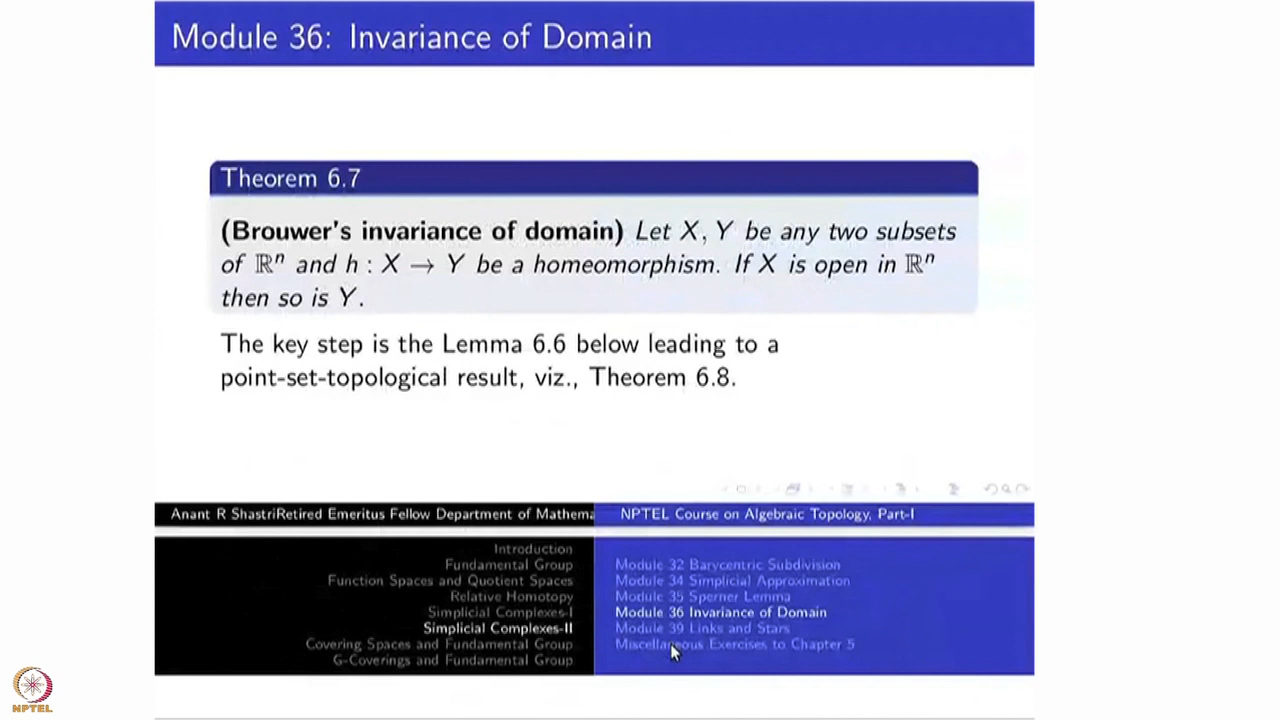 Module 36: Invariance of Domain
Theorem 6.7
(Brouwer's invariance of domain) Let X, Y be any two subsets
of ℝⁿ and h : X → Y be a homeomorphism. If X is open in ℝⁿ
then so is Y.
The key step is the Lemma 6.6 below leading to a
point-set-topological result, viz., Theorem 6.8.
Anant R ShastriRetired Emeritus Fellow Department of Mathema
NPTEL Course on Algebraic Topology, Part-I
Introduction
Fundamental Group
Function Spaces and Quotient Spaces
Relative Homotopy
Simplicial Complexes-I
Simplicial Complexes-II
Covering Spaces and Fundamental Group
G-Coverings and Fundamental Group
Module 32 Barycentric Subdivision
Module 34 Simplicial Approximation
Module 35 Sperner Lemma
Module 36 Invariance of Domain
Module 39 Links and Stars
Miscellaneous Exercises to Chapter 5
NPTEL